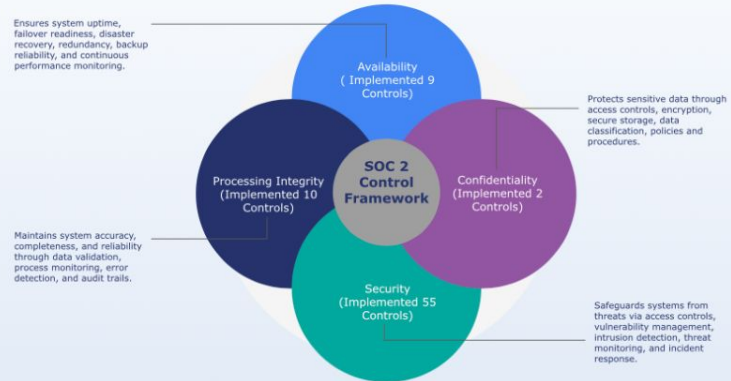 Ensures system uptime,
failover readiness, disaster
recovery, redundancy, backup
reliability, and continuous
performance monitoring.
Availability
( Implemented 9
Controls)
Protects sensitive data through
access controls, encryption,
secure storage, data
classification, policies and
procedures.
Processing Integrity
(Implemented 10
Controls)
SOC 2
Control
Framework
Confidentiality
(Implemented 2
Controls)
Maintains system accuracy,
completeness, and reliability
through data validation,
process monitoring, error
detection, and audit trails.
Security
(Implemented 55
Controls)
Safeguards systems from
threats via access controls,
vulnerability management,
intrusion detection, threat
monitoring, and incident
response.